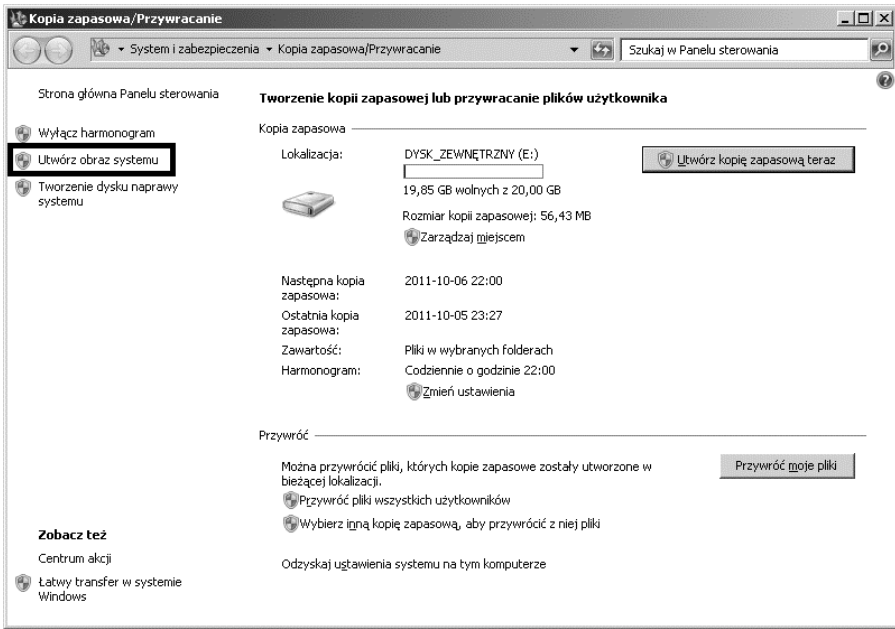 Kopia zapasowa/Przywracanie
System i zabezpieczenia
Kopia zapasowa/Przywracanie
Szukaj w Panelu sterowania
Strona główna Panelu sterowania
Wyłącz harmonogram
Utwórz obraz systemu
Tworzenie dysku naprawy
systemu
Tworzenie kopii zapasowej lub przywracanie plików użytkownika
Kopia zapasowa
Lokalizacja:
DYSK_ZEWNĘTRZNY (E:)
Utwórz kopię zapasową teraz
19,85 GB wolnych z 20,00 GB
Rozmiar kopii zapasowej: 56,43 MB
Zarządzaj miejscem
Następna kopia
zapasowa:
2011-10-06 22:00
Ostatnia kopia
zapasowa:
2011-10-05 23:27
Zawartość:
Pliki w wybranych folderach
Harmonogram:
Codziennie o godzinie 22:00
Zmień ustawienia
Przywróć
Można przywrócić pliki, których kopie zapasowe zostały utworzone w
bieżącej lokalizacji.
Przywróć moje pliki
Przywróć pliki wszystkich użytkowników
Wybierz inną kopię zapasową, aby przywrócić z niej pliki
Odzyskaj ustawienia systemu na tym komputerze
Zobacz też
Centrum akcji
Łatwy transfer w systemie
Windows